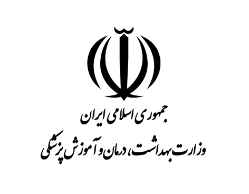 جمهوری اسلامی ایران
وزارت بهداشت، درمان و آموزش پزشکی